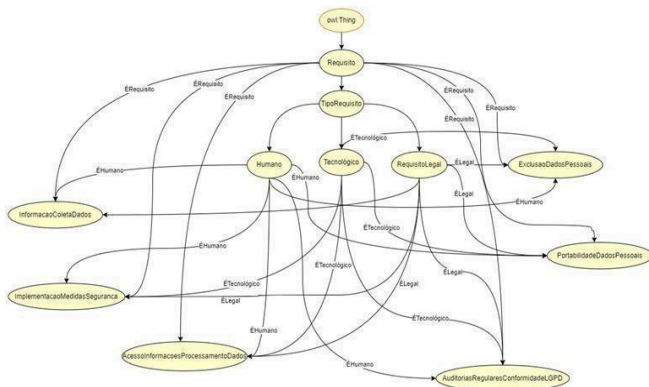 owl:Thing
Requisito
ÉRequisito
ÉRequisito
ÉRequisito
ÉRequisito
ÉRequisito
ÉRequisito
TipoRequisito
ÉTecnológico
Humano
Tecnológico
RequisitoLegal
ÉLegal
ExclusaoDadosPessoais
ÉHumano
ÉHumano
ÉLegal
ÉHumano
InformacaoColetaDados
ÉTecnológico
ÉHumano
ÉLegal
PortabilidadeDadosPessoais
ÉTecnológico
ImplementacaoMedidasSeguranca
ÉLegal
ÉTecnológico
ÉHumano
ÉLegal
AcessoInformacoesProcessamentoDados
ÉHumano
AuditoriasRegularesConformidadeLGPD